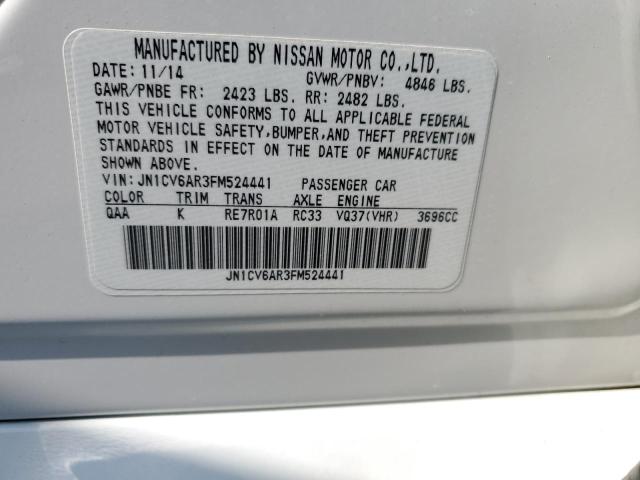 MANUFACTURED BY NISSAN MOTOR CO.,LTD.
DATE: 11/14 GVWR/PNBV: 4846 LBS.
GAWR/PNBE FR: 2423 LBS. RR: 2482 LBS.
THIS VEHICLE CONFORMS TO ALL APPLICABLE FEDERAL
MOTOR VEHICLE SAFETY,BUMPER,AND THEFT PREVENTION
STANDARDS IN EFFECT ON THE DATE OF MANUFACTURE
SHOWN ABOVE.
VIN: JN1CV6AR3FM524441 PASSENGER CAR
COLOR TRIM TRANS AXLE ENGINE
QAA K RE7R01A RC33 VQ37(VHR) 3696CC
JN1CV6AR3FM524441